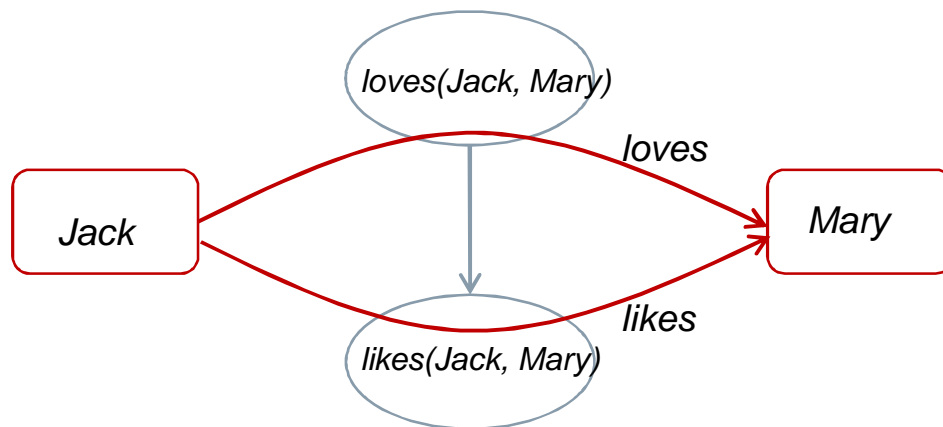 loves(Jack, Mary)
loves
Jack
Mary
likes
likes(Jack, Mary)